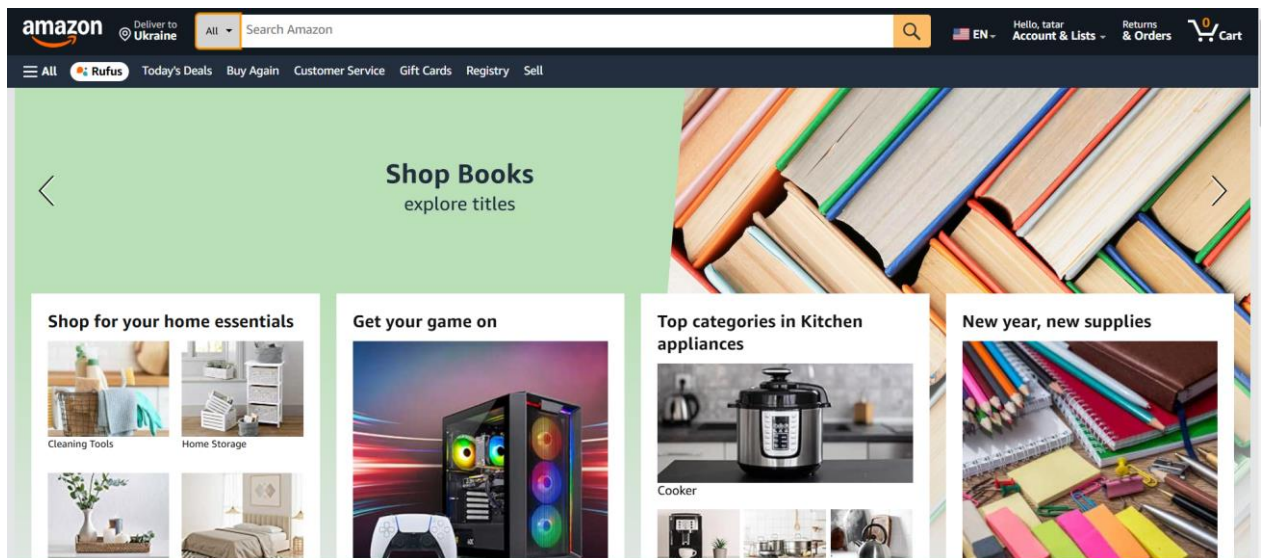 amazon
Deliver to
Ukraine
All
Search Amazon
EN
Hello, tatar
Account & Lists
Returns
& Orders
0
Cart
All
Rufus
Today's Deals
Buy Again
Customer Service
Gift Cards
Registry
Sell
Shop Books
explore titles
Shop for your home essentials
Cleaning Tools
Home Storage
Get your game on
Top categories in Kitchen
appliances
Cooker
New year, new supplies